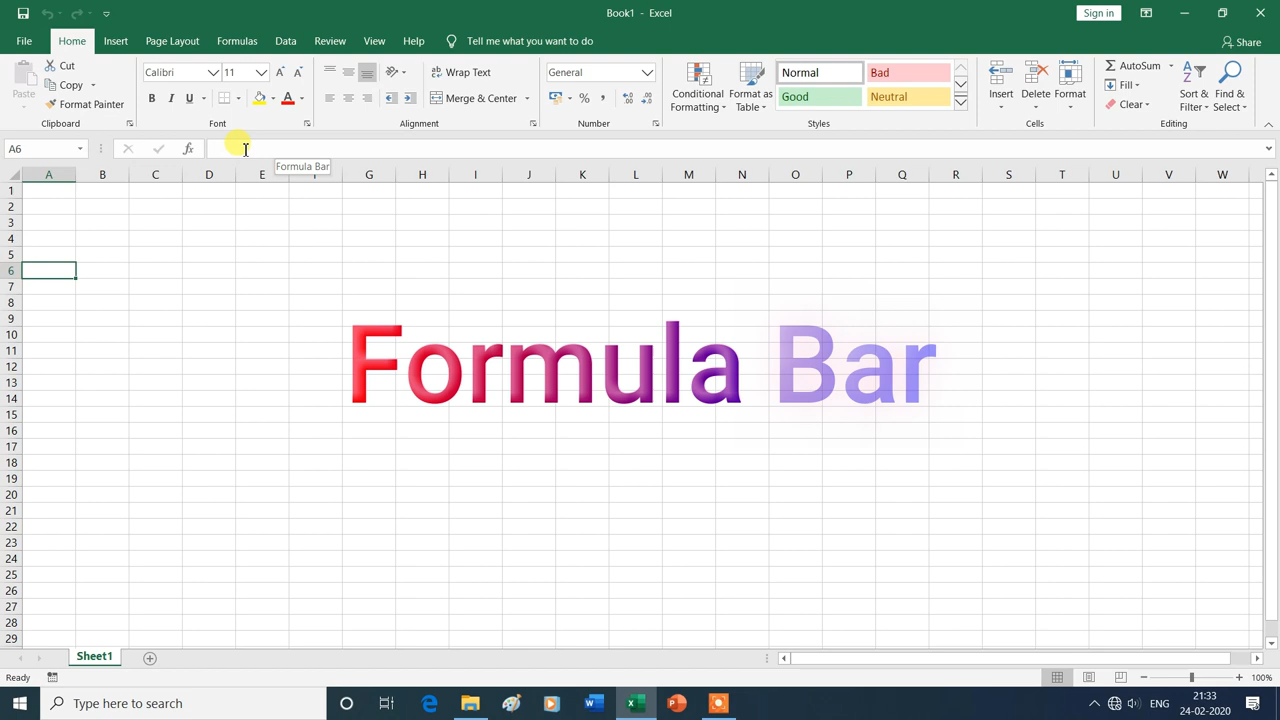 Book1 - Excel
Sign in
File Home Insert Page Layout Formulas Data Review View Help Tell me what you want to do Share
Paste
Cut
Copy
Format Painter
Clipboard
Calibri 11
B I U
Font
Wrap Text
Merge & Center
Alignment
General
% ,
Number
Conditional Formatting
Format as Table
Normal Bad
Good Neutral
Styles
Insert Delete Format
Cells
AutoSum
Fill
Clear
Sort & Filter
Find & Select
Editing
A6 fx
Formula Bar
A B C D E F G H I J K L M N O P Q R S T U V W
1
2
3
4
5
6
7
8
9
10
11
12
13
14
15
16
17
18
19
20
21
22
23
24
25
26
27
28
29
Formula Bar
Sheet1
Ready 100%
Type here to search
ENG
21:33
24-02-2020